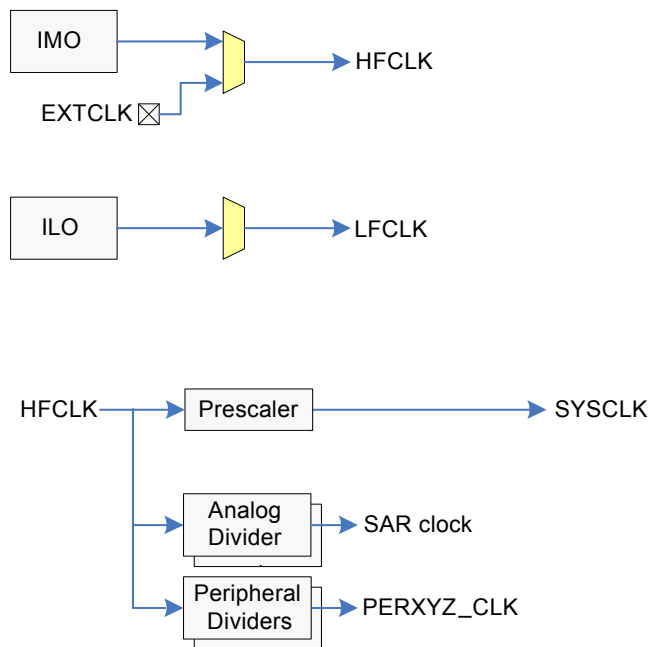 IMO
HFCLK
EXTCLK
ILO
LFCLK
HFCLK
Prescaler
SYSCLK
Analog
Divider
SAR clock
Peripheral
Dividers
PERXYZ_CLK